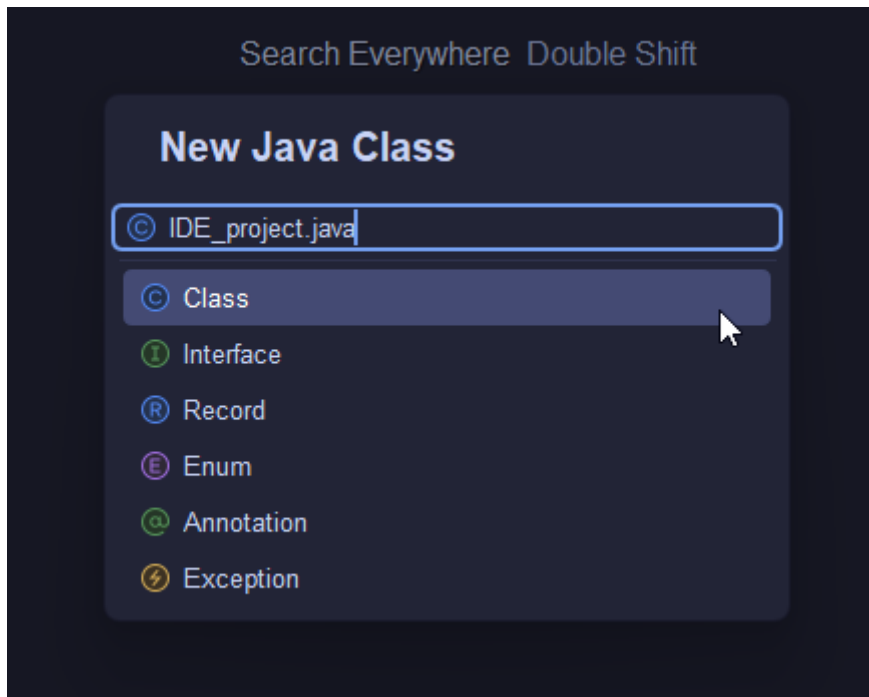 Search Everywhere Double Shift
New Java Class
C IDE_project.java
C Class
I Interface
R Record
E Enum
@ Annotation
Exception